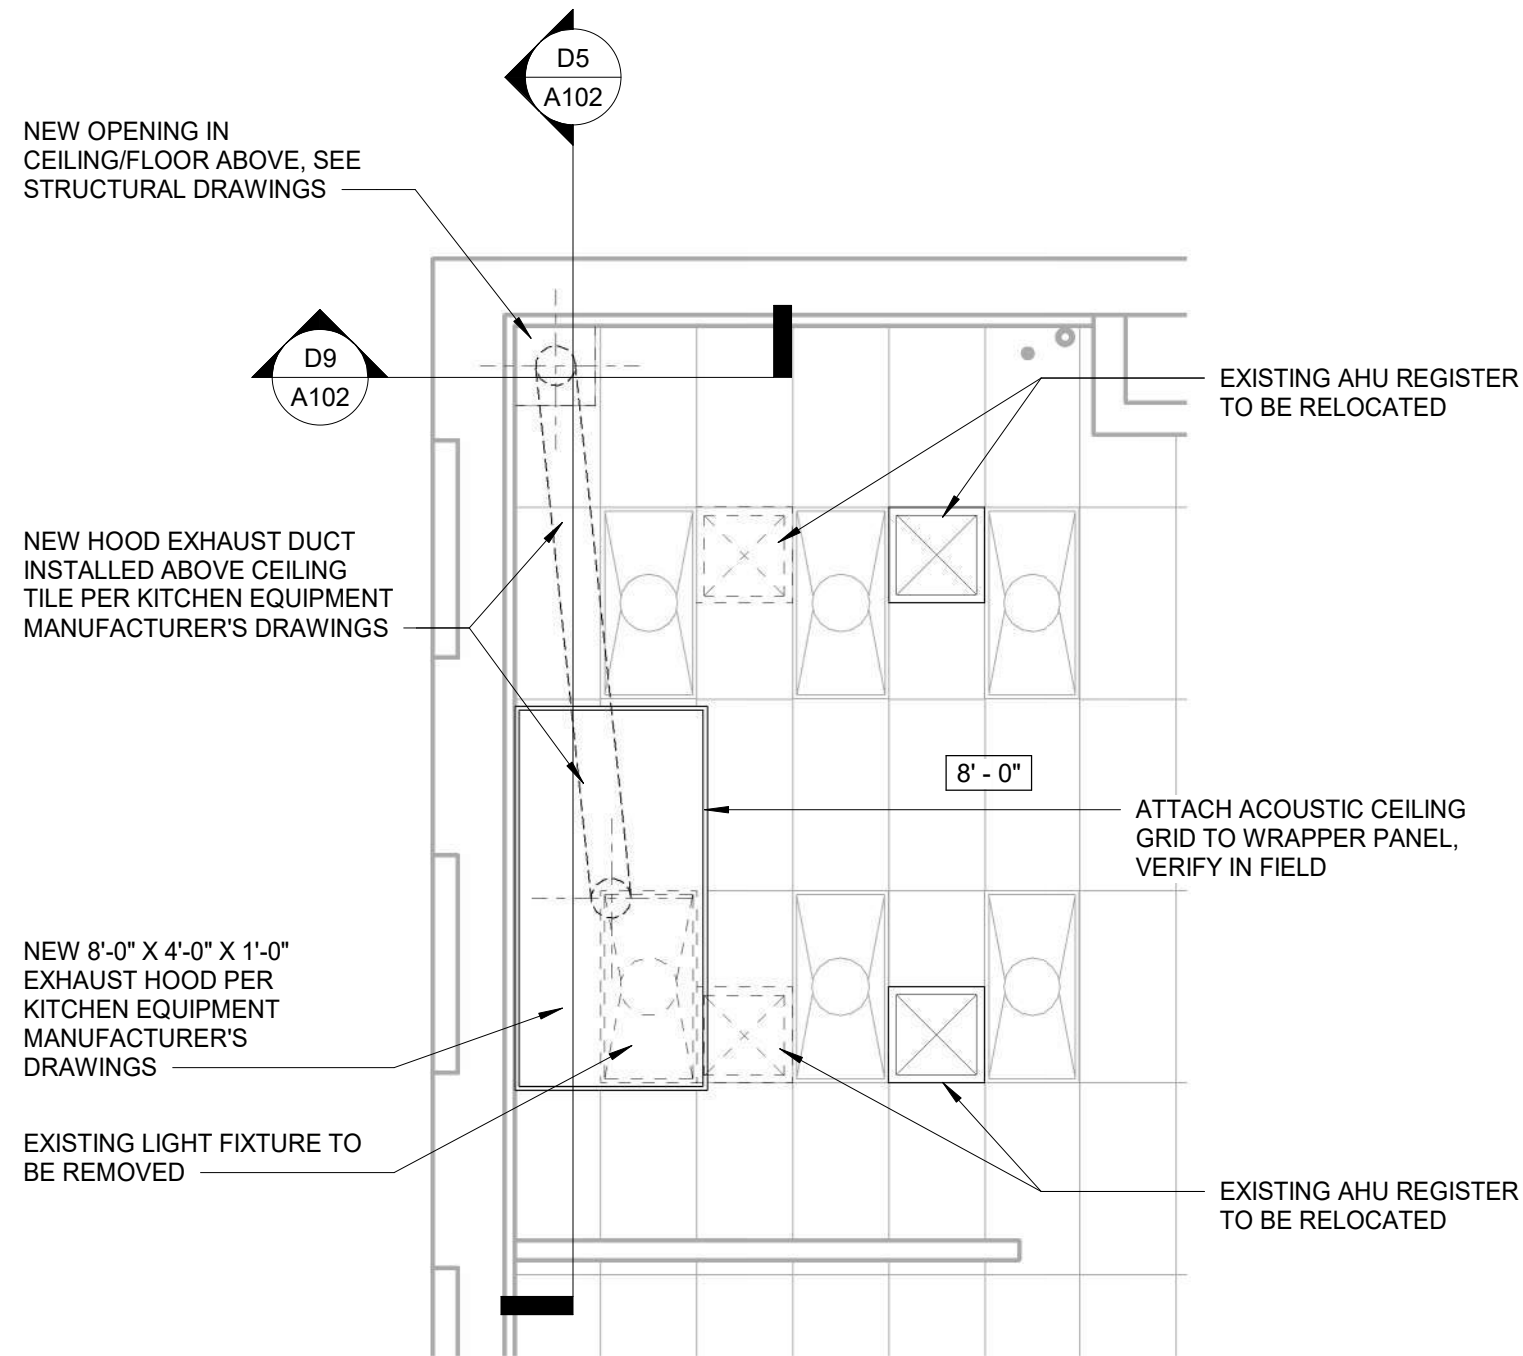 D5
A102
NEW OPENING IN
CEILING/FLOOR ABOVE, SEE
STRUCTURAL DRAWINGS
D9
A102
EXISTING AHU REGISTER
TO BE RELOCATED
NEW HOOD EXHAUST DUCT
INSTALLED ABOVE CEILING
TILE PER KITCHEN EQUIPMENT
MANUFACTURER'S DRAWINGS
8' - 0"
ATTACH ACOUSTIC CEILING
GRID TO WRAPPER PANEL,
VERIFY IN FIELD
NEW 8'-0" X 4'-0" X 1'-0"
EXHAUST HOOD PER
KITCHEN EQUIPMENT
MANUFACTURER'S
DRAWINGS
EXISTING LIGHT FIXTURE TO
BE REMOVED
EXISTING AHU REGISTER
TO BE RELOCATED